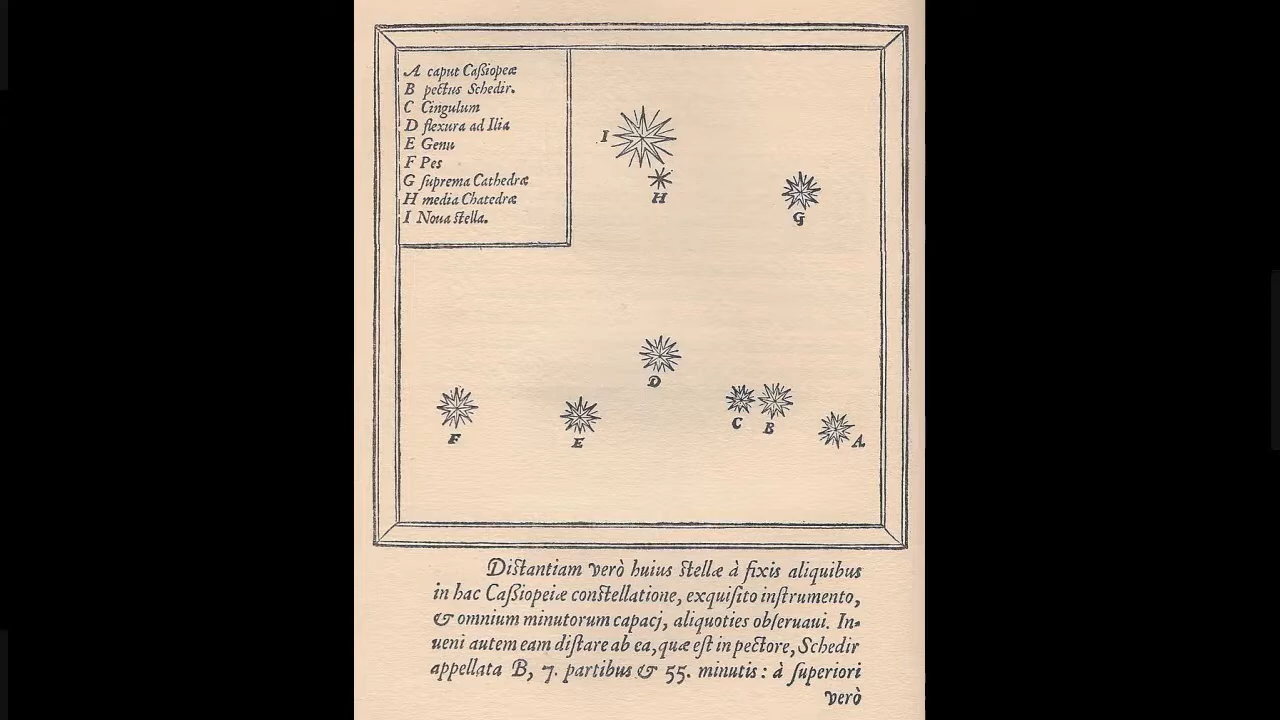 A caput Caßiopeæ
B pectus Schedir.
C Cingulum
D flexura ad Ilia
E Genu
F Pes
G ſuprema Cathedræ
H media Chatedræ
I Noua ſtella.
I
H
G
D
F
E
C
B
A
Diſtantiam verò huius ſtellæ à fixis aliquibus
in hac Caßiopeiæ conſtellatione, exquiſito inſtrumento,
& omnium minutorum capacj, aliquoties obſeruaui. In-
ueni autem eam diſtare ab ea, quæ eſt in pectore, Schedir
appellata B, 7. partibus & 55. minutis : à ſuperiori
verò